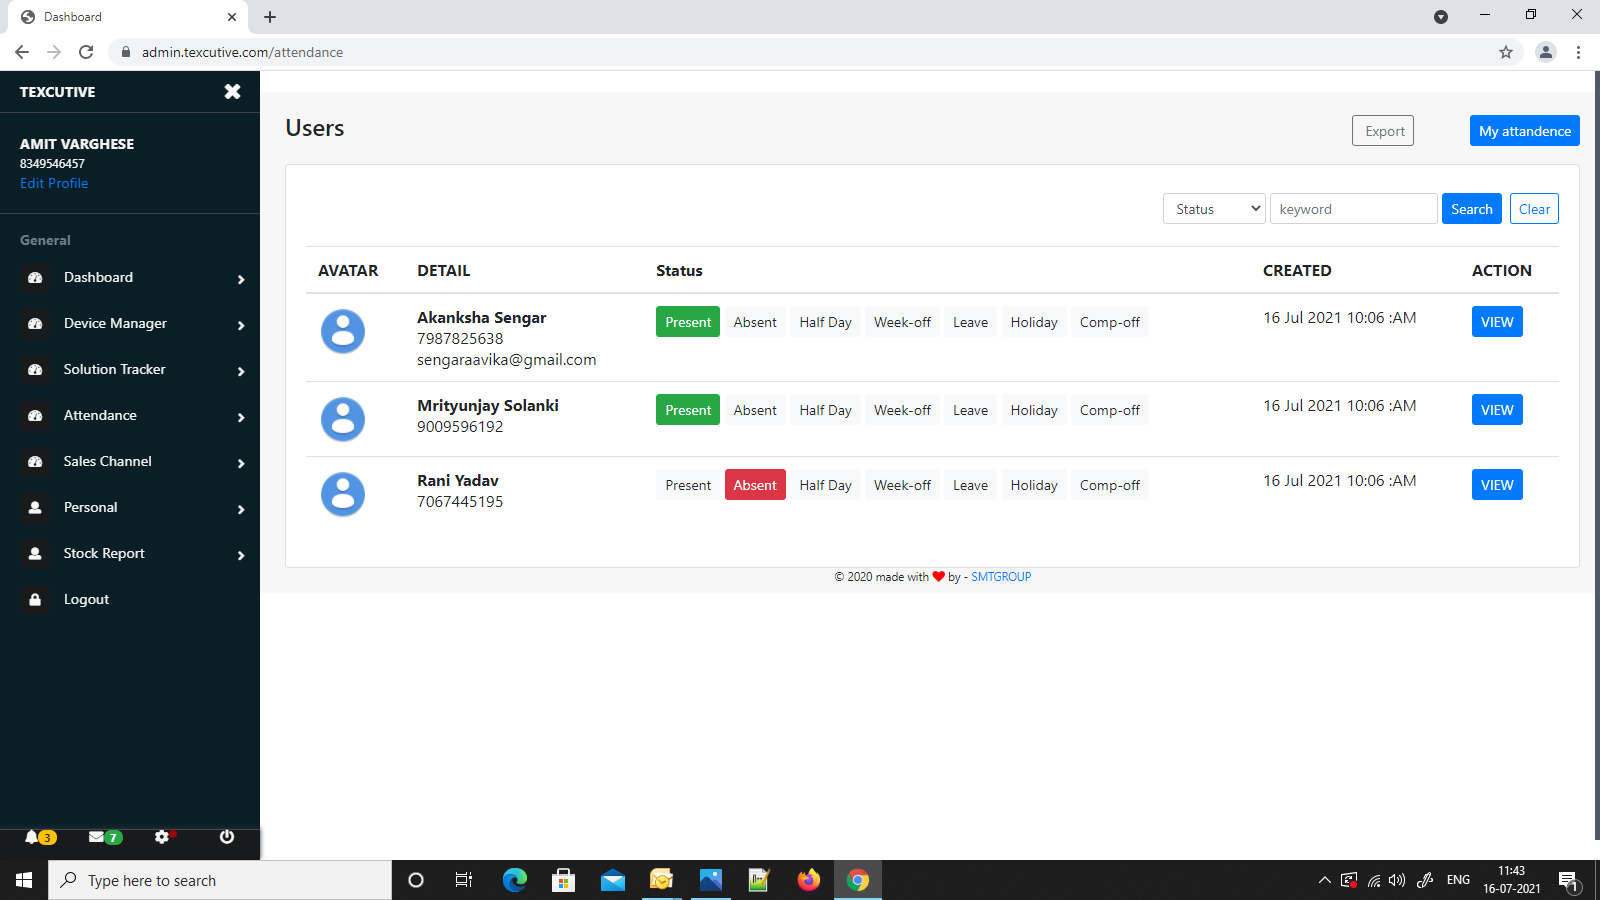 Dashboard
admin.texcutive.com/attendance
TEXCUTIVE
AMIT VARGHESE
8349546457
Edit Profile
General
Dashboard
Device Manager
Solution Tracker
Attendance
Sales Channel
Personal
Stock Report
Logout
3
7
Users
Export
My attandence
Status
keyword
Search
Clear
AVATAR DETAIL Status CREATED ACTION
Akanksha Sengar
7987825638
sengaraavika@gmail.com
Present Absent Half Day Week-off Leave Holiday Comp-off
16 Jul 2021 10:06 :AM
VIEW
Mrityunjay Solanki
9009596192
Present Absent Half Day Week-off Leave Holiday Comp-off
16 Jul 2021 10:06 :AM
VIEW
Rani Yadav
7067445195
Present Absent Half Day Week-off Leave Holiday Comp-off
16 Jul 2021 10:06 :AM
VIEW
© 2020 made with ❤ by - SMTGROUP
Type here to search
ENG
11:43
16-07-2021
1